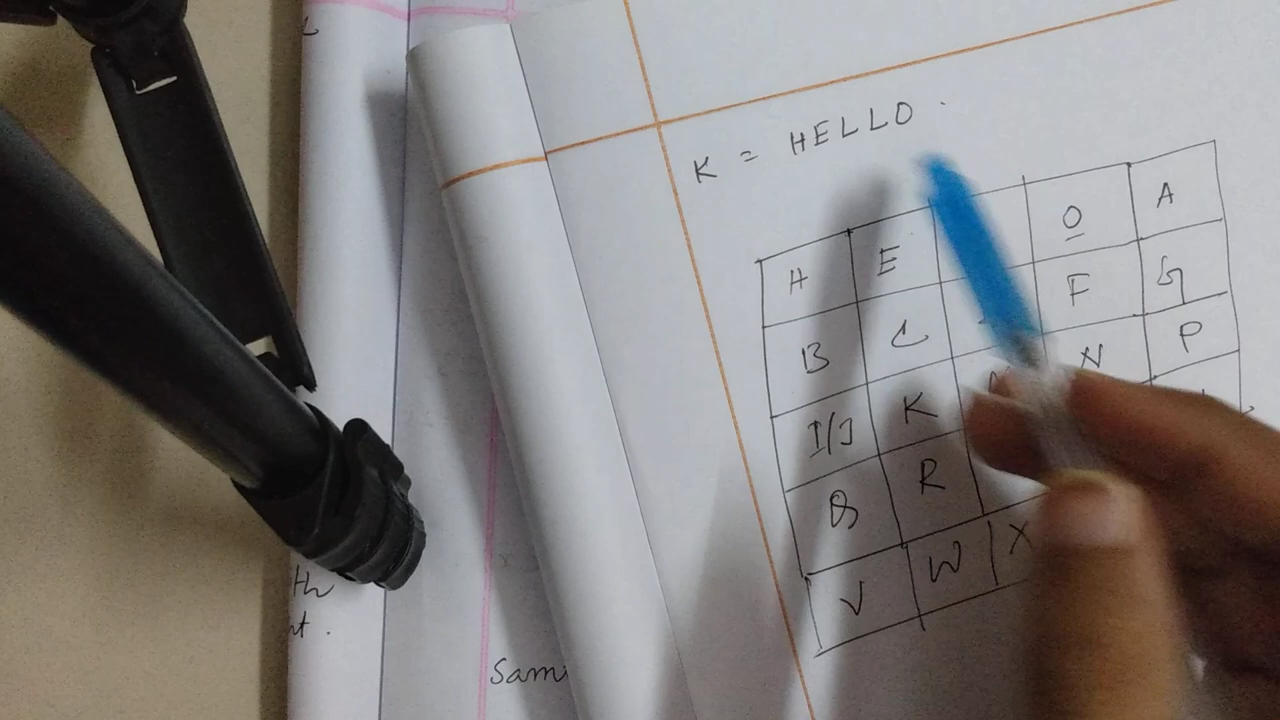 K = HELLO.
H E O A
B C F G
I/J K N P
Q R
V W X
th
nt.
Sam